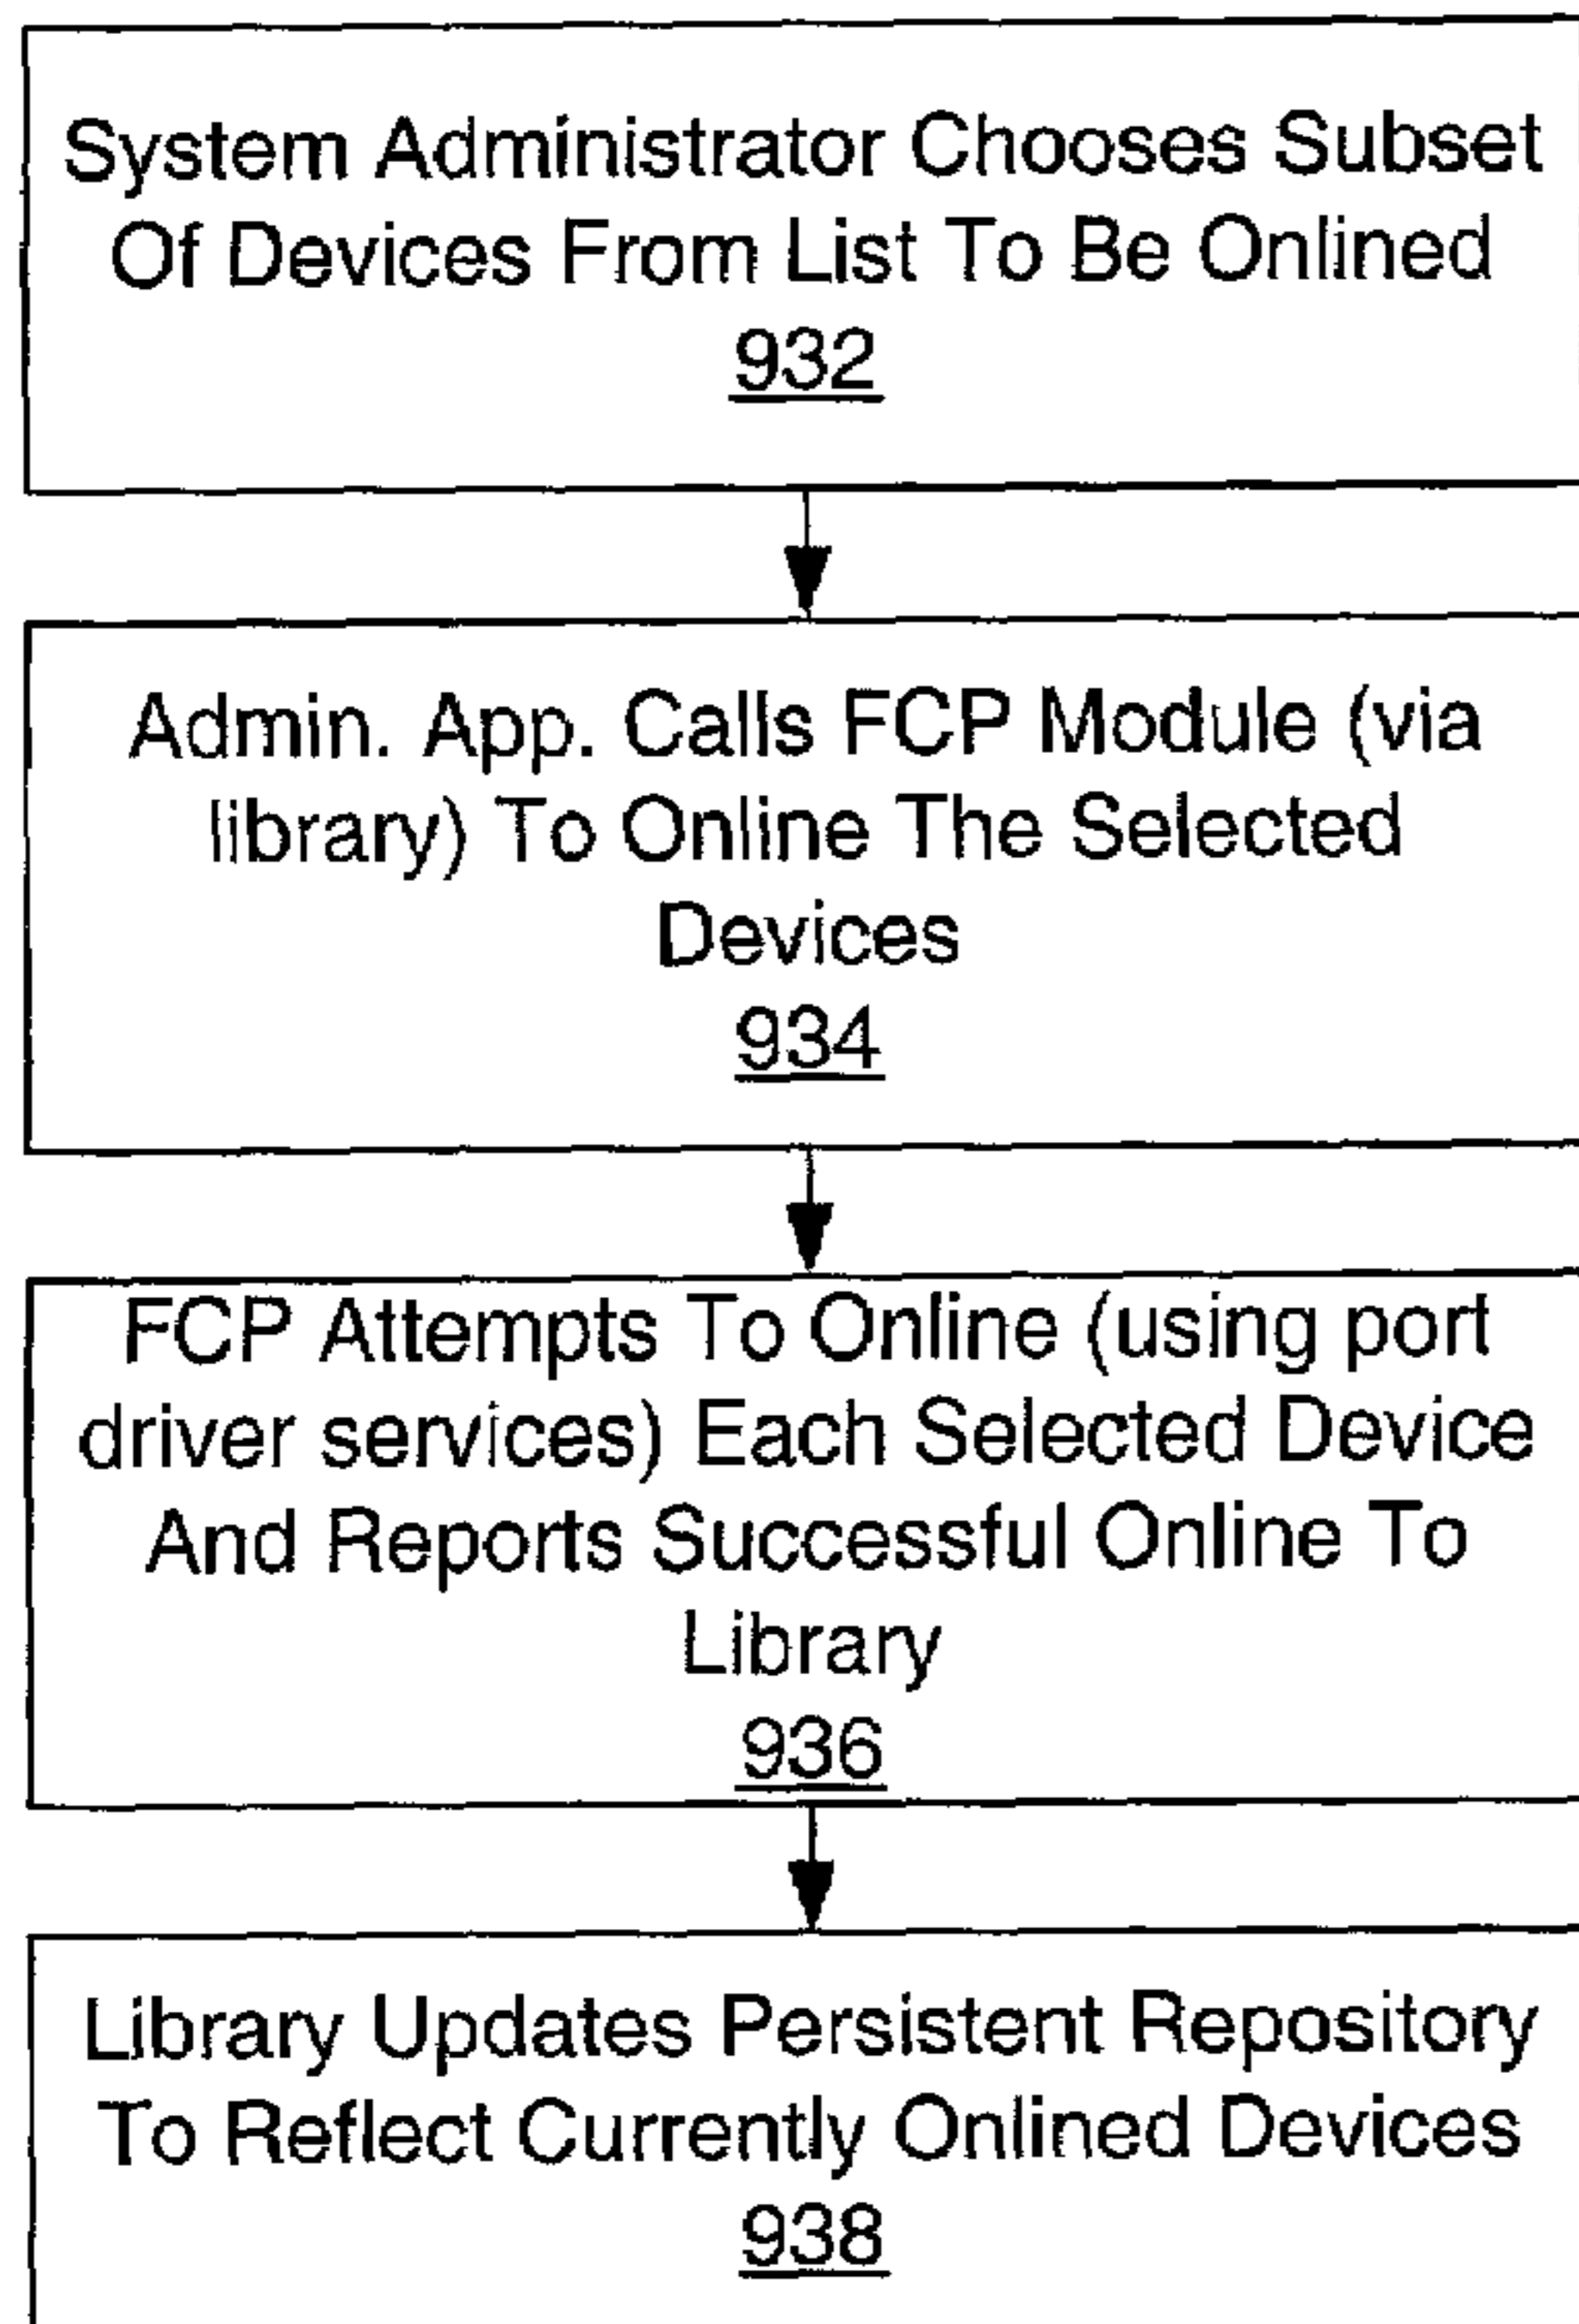 System Administrator Chooses Subset
Of Devices From List To Be Onlined
932
Admin. App. Calls FCP Module (via
library) To Online The Selected
Devices
934
FCP Attempts To Online (using port
driver services) Each Selected Device
And Reports Successful Online To
Library
936
Library Updates Persistent Repository
To Reflect Currently Onlined Devices
938